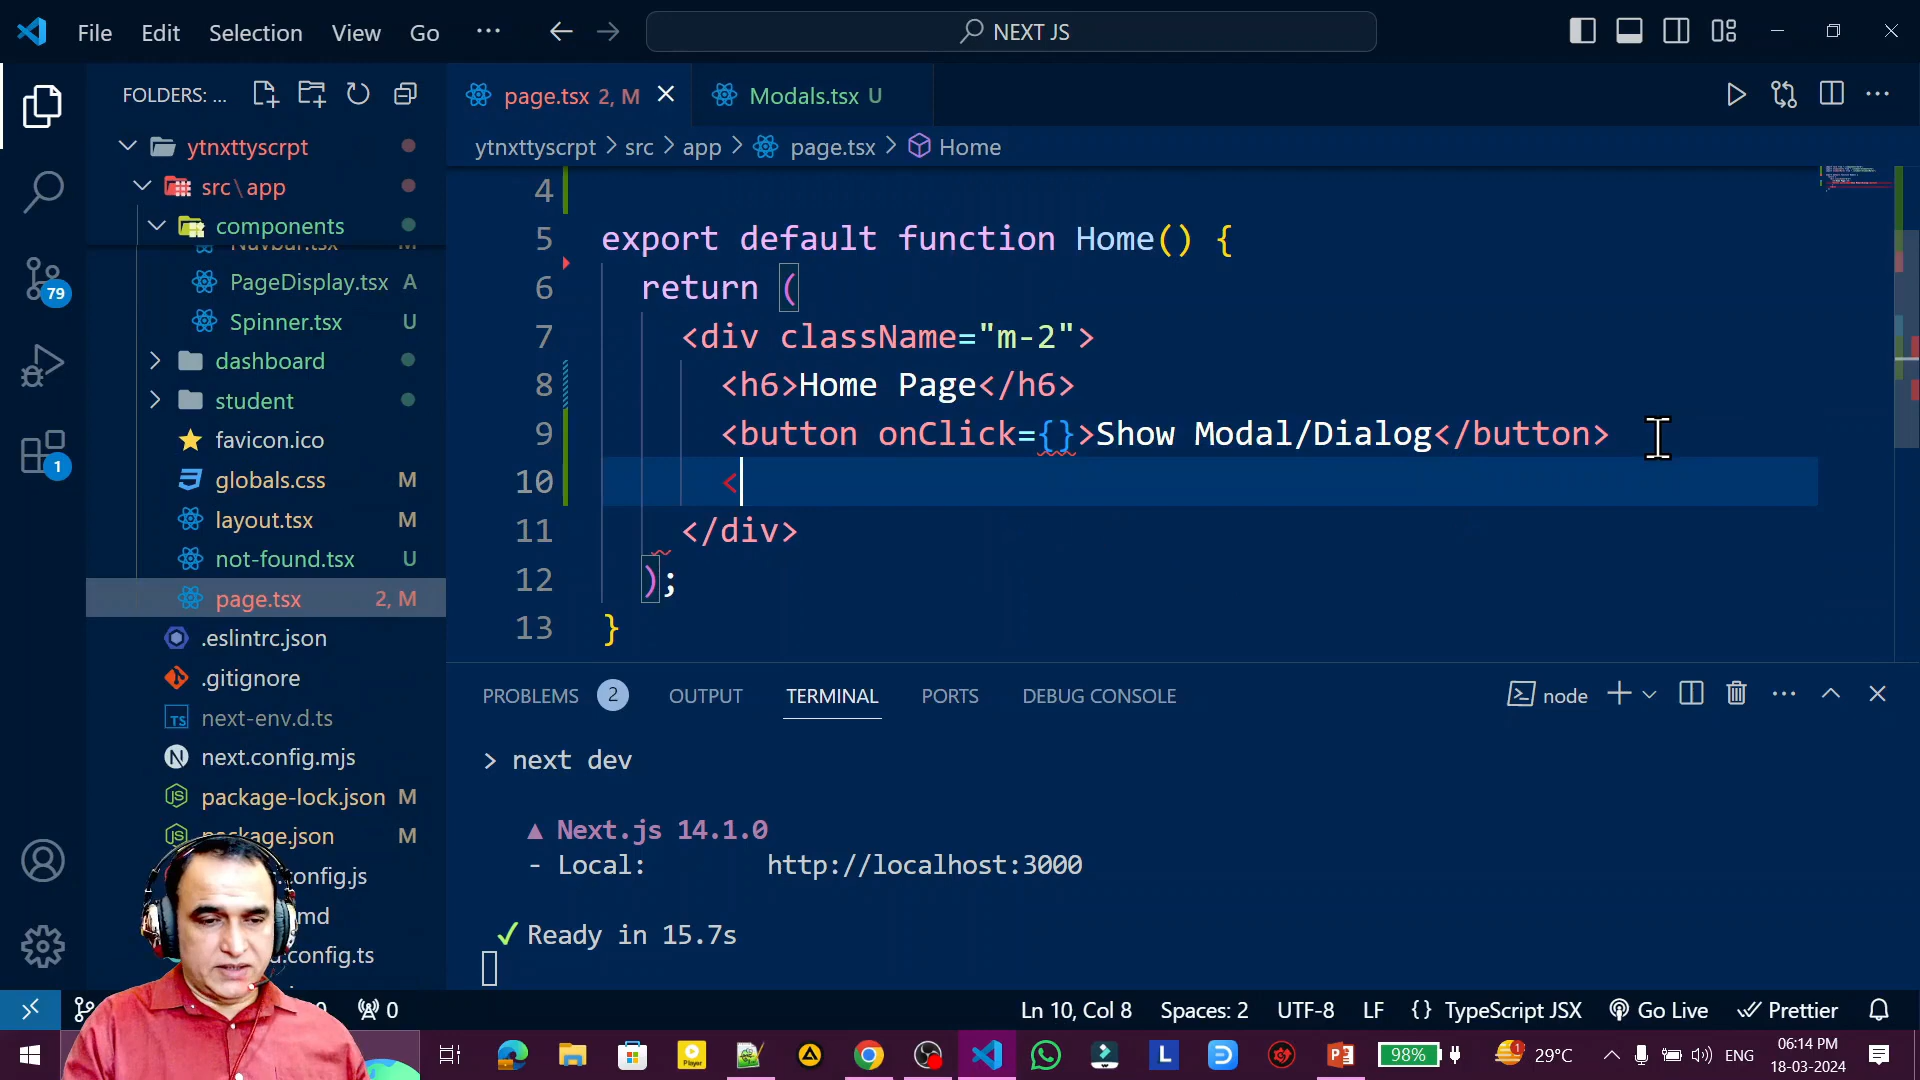 File Edit Selection View Go ··· NEXT JS
FOLDERS: ...
page.tsx 2, M
Modals.tsx U
ytnxttyscrpt > src > app > page.tsx > Home
ytnxttyscrpt
src\app
components
Navbar.tsx M
PageDisplay.tsx A
Spinner.tsx U
dashboard
student
favicon.ico
globals.css M
layout.tsx M
not-found.tsx U
page.tsx 2, M
.eslintrc.json
.gitignore
next-env.d.ts
next.config.mjs
package-lock.json M
package.json M
onfig.js
md
config.ts
79
1
4
5 export default function Home() {
6 return (
7 <div className="m-2">
8 <h6>Home Page</h6>
9 <button onClick={}>Show Modal/Dialog</button>
10 <
11 </div>
12 );
13 }
PROBLEMS 2 OUTPUT TERMINAL PORTS DEBUG CONSOLE
node
> next dev
▲ Next.js 14.1.0
- Local: http://localhost:3000
✓ Ready in 15.7s
0
Ln 10, Col 8 Spaces: 2 UTF-8 LF {} TypeScript JSX Go Live Prettier
Player
98% 29°C ENG
06:14 PM
18-03-2024